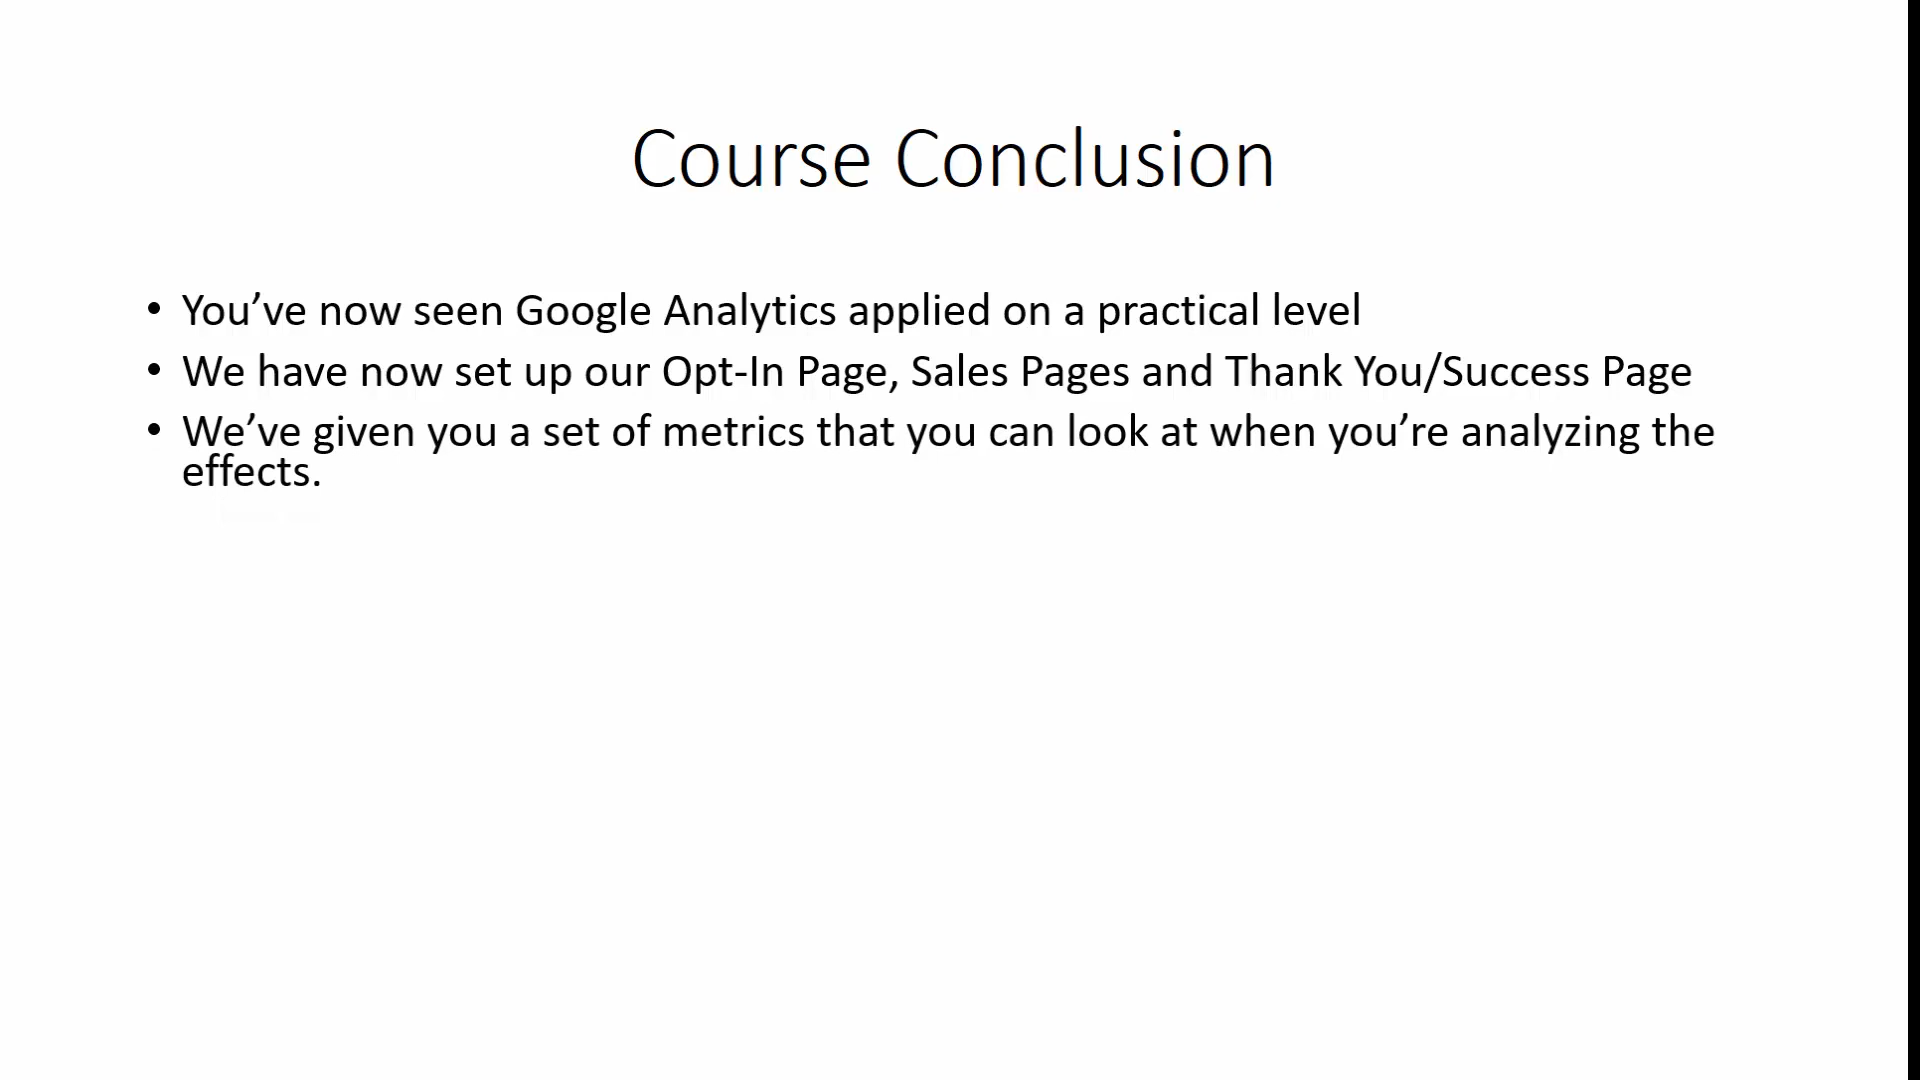 Course Conclusion
• You’ve now seen Google Analytics applied on a practical level
• We have now set up our Opt-In Page, Sales Pages and Thank You/Success Page
• We’ve given you a set of metrics that you can look at when you’re analyzing the
effects.